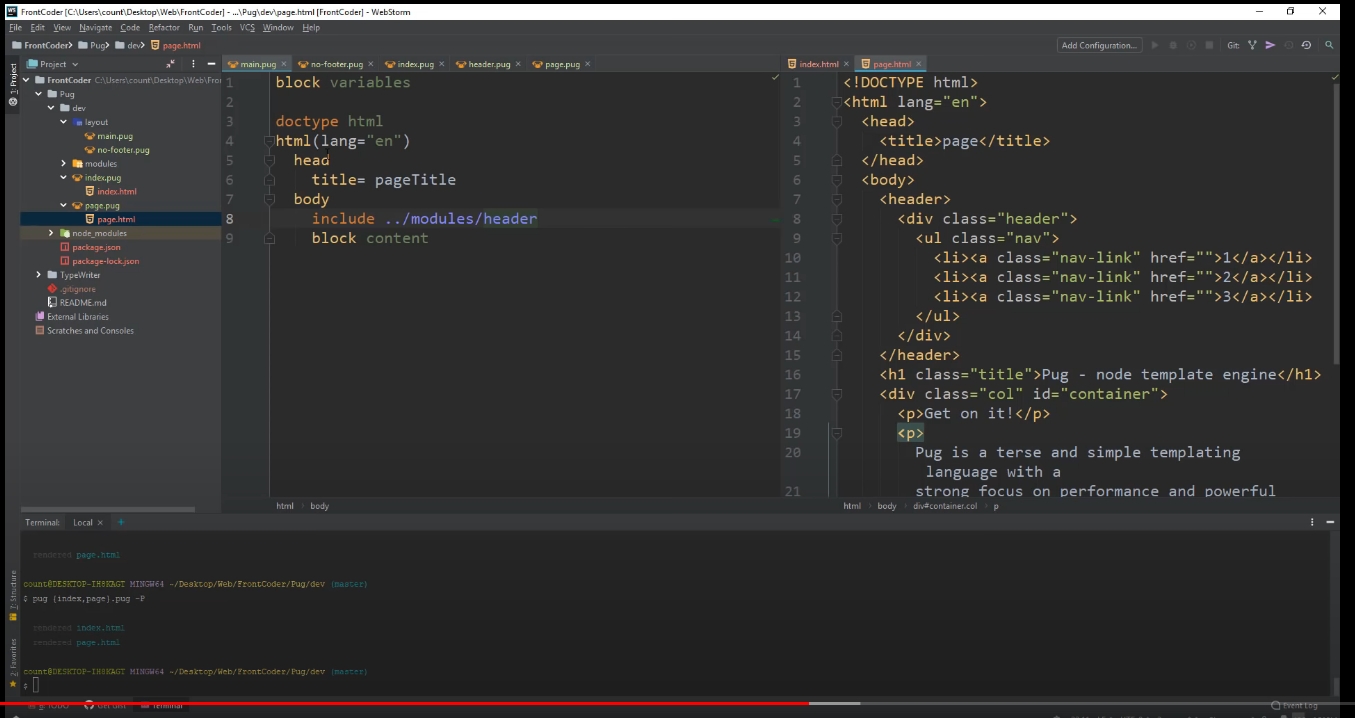 FrontCoder [C:\Users\count\Desktop\Web\FrontCoder] - ...\Pug\dev\page.html [FrontCoder] - WebStorm
File Edit View Navigate Code Refactor Run Tools VCS Window Help
FrontCoder Pug dev page.html Add Configuration... Git:
Project
1: Project
main.pug no-footer.pug index.pug header.pug page.pug
index.html page.html
FrontCoder C:\Users\count\Desktop\Web\Fron
Pug
dev
layout
main.pug
no-footer.pug
modules
index.pug
index.html
page.pug
page.html
node_modules
package.json
package-lock.json
TypeWriter
.gitignore
README.md
External Libraries
Scratches and Consoles
1 block variables
2
3 doctype html
4 html(lang="en")
5 head
6 title= pageTitle
7 body
8 include ../modules/header
9 block content
html body
1 <!DOCTYPE html>
2 <html lang="en">
3 <head>
4 <title>page</title>
5 </head>
6 <body>
7 <header>
8 <div class="header">
9 <ul class="nav">
10 <li><a class="nav-link" href="">1</a></li>
11 <li><a class="nav-link" href="">2</a></li>
12 <li><a class="nav-link" href="">3</a></li>
13 </ul>
14 </div>
15 </header>
16 <h1 class="title">Pug - node template engine</h1>
17 <div class="col" id="container">
18 <p>Get on it!</p>
19 <p>
20 Pug is a terse and simple templating
language with a
21 strong focus on performance and powerful
html body div#container.col p
Terminal: Local +
rendered page.html
count@DESKTOP-IH8KAGT MINGW64 ~/Desktop/Web/FrontCoder/Pug/dev (master)
$ pug {index,page}.pug -P
rendered index.html
rendered page.html
count@DESKTOP-IH8KAGT MINGW64 ~/Desktop/Web/FrontCoder/Pug/dev (master)
$
7: Structure
2: Favorites
Terminal
Event Log